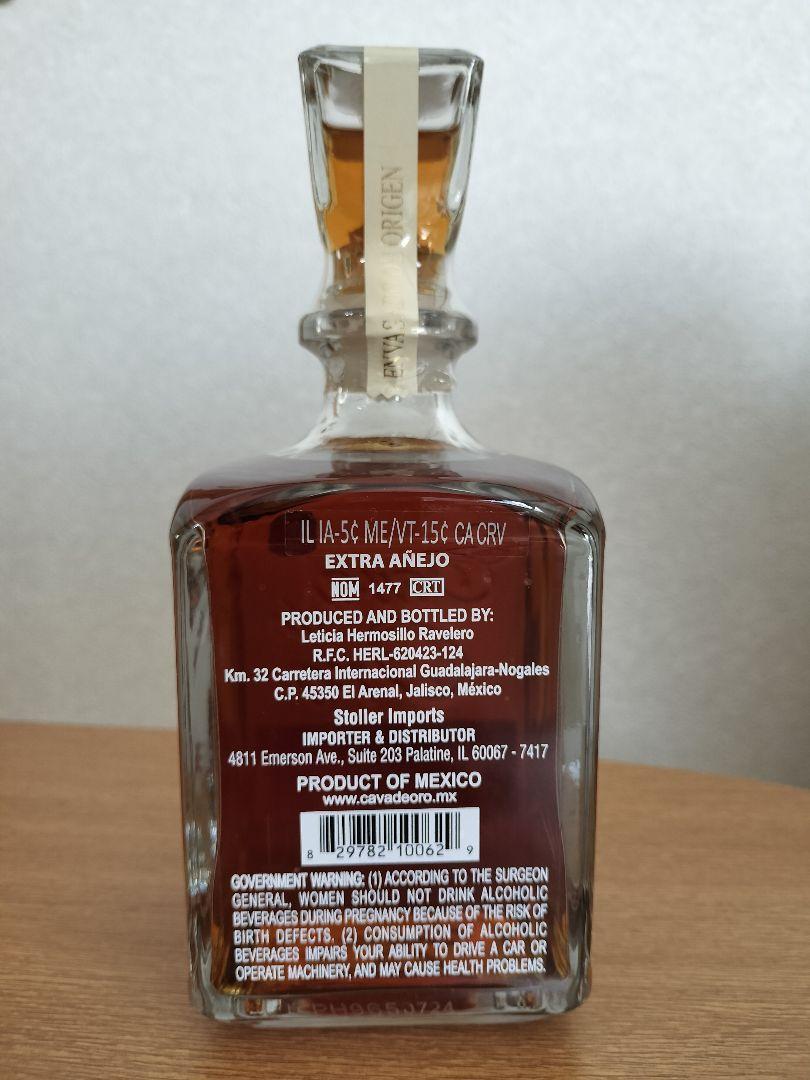 ENVASADO ORIGEN
IL IA-5¢ ME/VT-15¢ CA CRV
EXTRA AÑEJO
NOM 1477 CRT
PRODUCED AND BOTTLED BY:
Leticia Hermosillo Ravelero
R.F.C. HERL-620423-124
Km. 32 Carretera Internacional Guadalajara-Nogales
C.P. 45350 El Arenal, Jalisco, México
Stoller Imports
IMPORTER & DISTRIBUTOR
4811 Emerson Ave., Suite 203 Palatine, IL 60067 - 7417
PRODUCT OF MEXICO
www.cavadeoro.mx
8 29782 10062 9
GOVERNMENT WARNING: (1) ACCORDING TO THE SURGEON
GENERAL, WOMEN SHOULD NOT DRINK ALCOHOLIC
BEVERAGES DURING PREGNANCY BECAUSE OF THE RISK OF
BIRTH DEFECTS. (2) CONSUMPTION OF ALCOHOLIC
BEVERAGES IMPAIRS YOUR ABILITY TO DRIVE A CAR OR
OPERATE MACHINERY, AND MAY CAUSE HEALTH PROBLEMS.